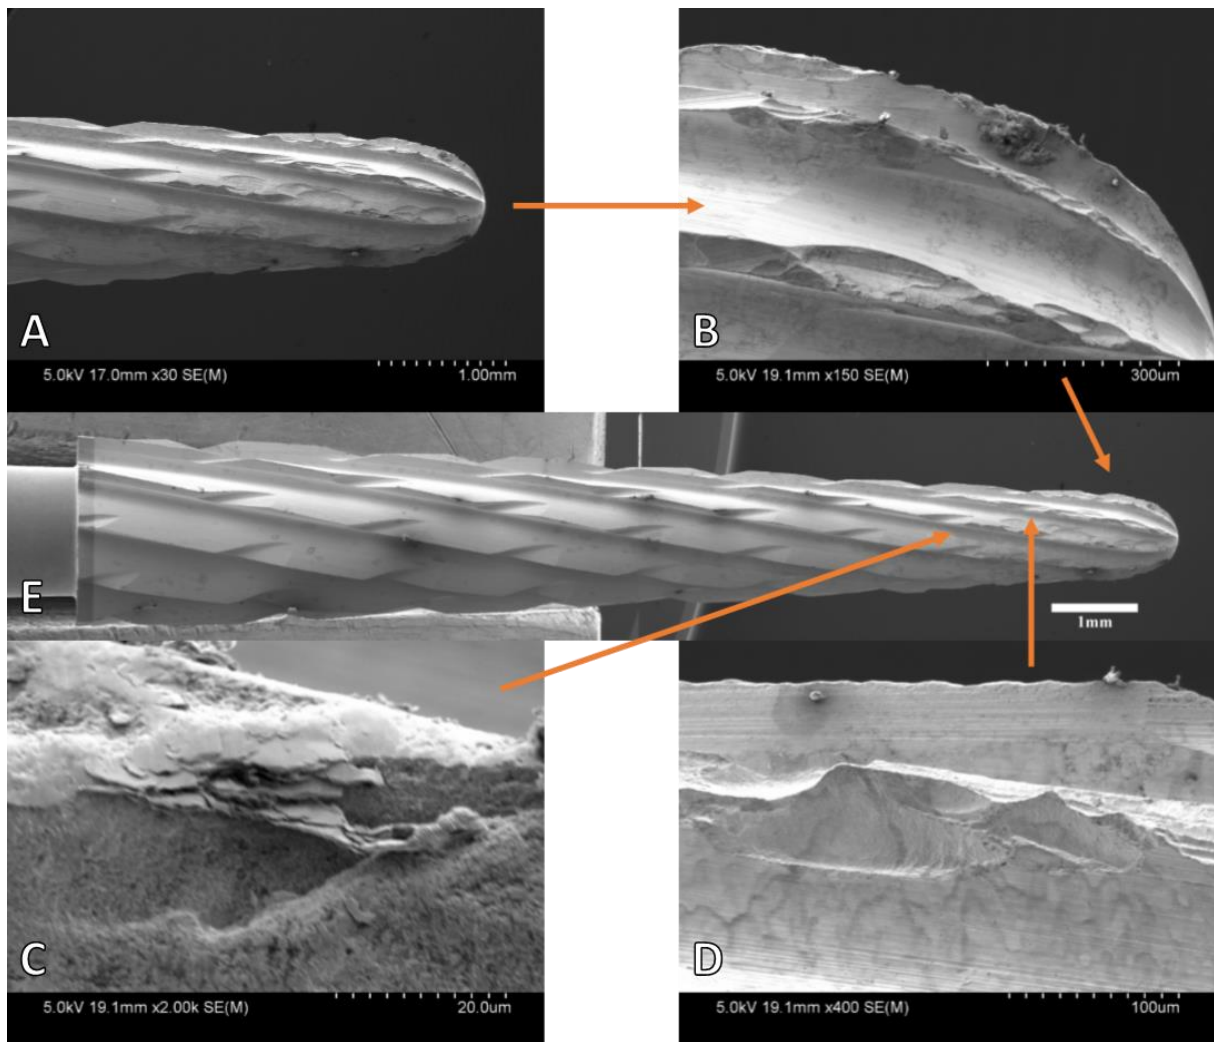 A
5.0kV 17.0mm x30 SE(M) 1.00mm
B
5.0kV 19.1mm x150 SE(M) 300um
E
1mm
C
5.0kV 19.1mm x2.00k SE(M) 20.0um
D
5.0kV 19.1mm x400 SE(M) 100um